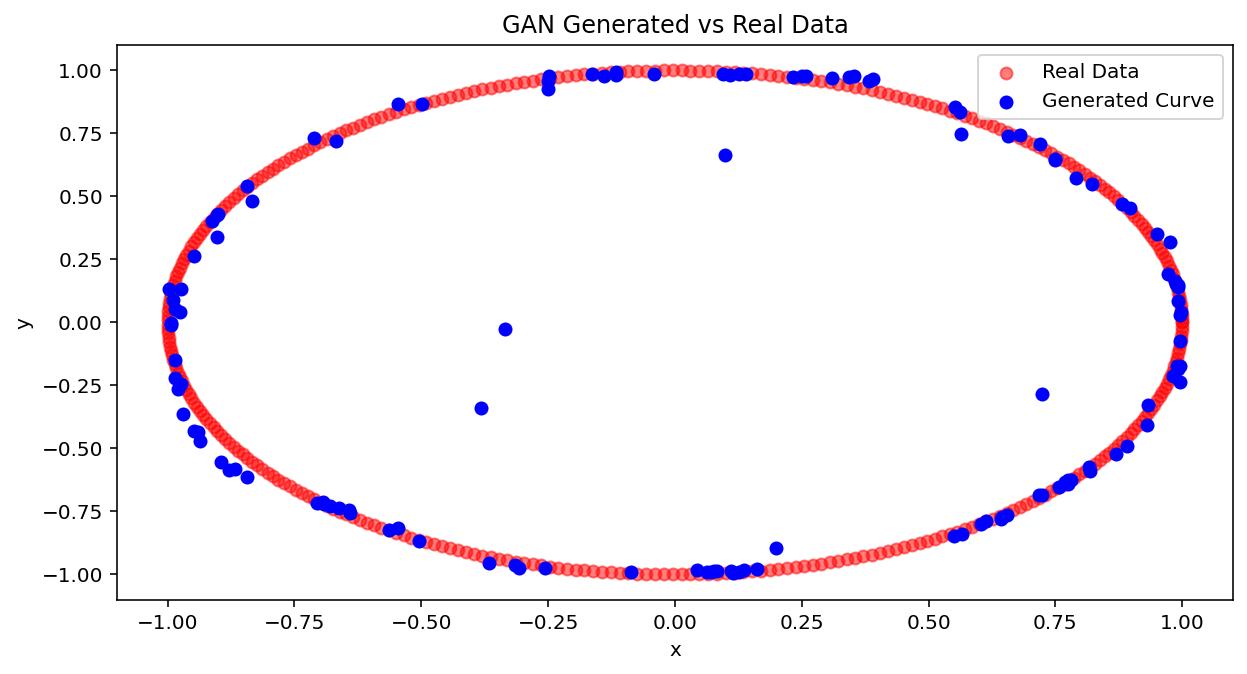 GAN Generated vs Real Data
Real Data
Generated Curve
1.00
0.75
0.50
0.25
0.00
−0.25
−0.50
−0.75
−1.00
y
−1.00 −0.75 −0.50 −0.25 0.00 0.25 0.50 0.75 1.00
x